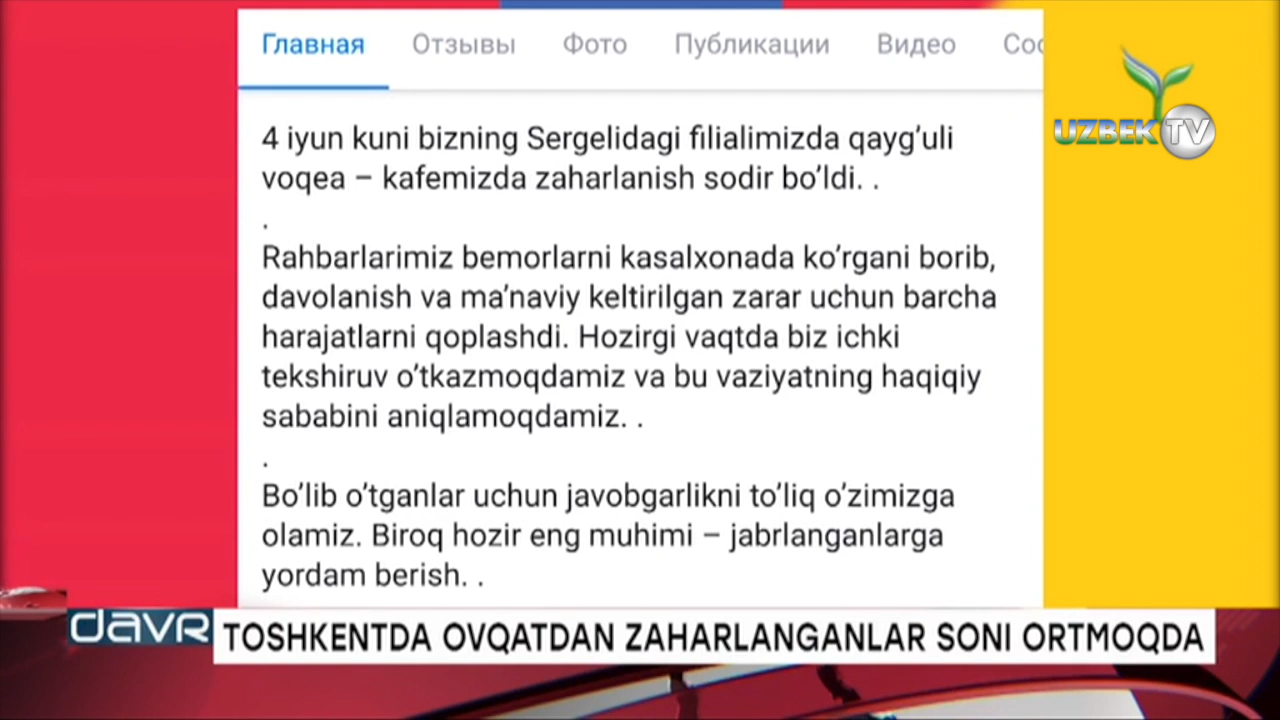 Главная Отзывы Фото Публикации Видео Соо
UZBEK TV
4 iyun kuni bizning Sergelidagi filialimizda qayg’uli
voqea – kafemizda zaharlanish sodir bo’ldi. .
.
Rahbarlarimiz bemorlarni kasalxonada ko’rgani borib,
davolanish va ma’naviy keltirilgan zarar uchun barcha
harajatlarni qoplashdi. Hozirgi vaqtda biz ichki
tekshiruv o’tkazmoqdamiz va bu vaziyatning haqiqiy
sababini aniqlamoqdamiz. .
.
Bo’lib o’tganlar uchun javobgarlikni to’liq o’zimizga
olamiz. Biroq hozir eng muhimi – jabrlanganlarga
yordam berish. .
davr
TOSHKENTDA OVQATDAN ZAHARLANGANLAR SONI ORTMOQDA